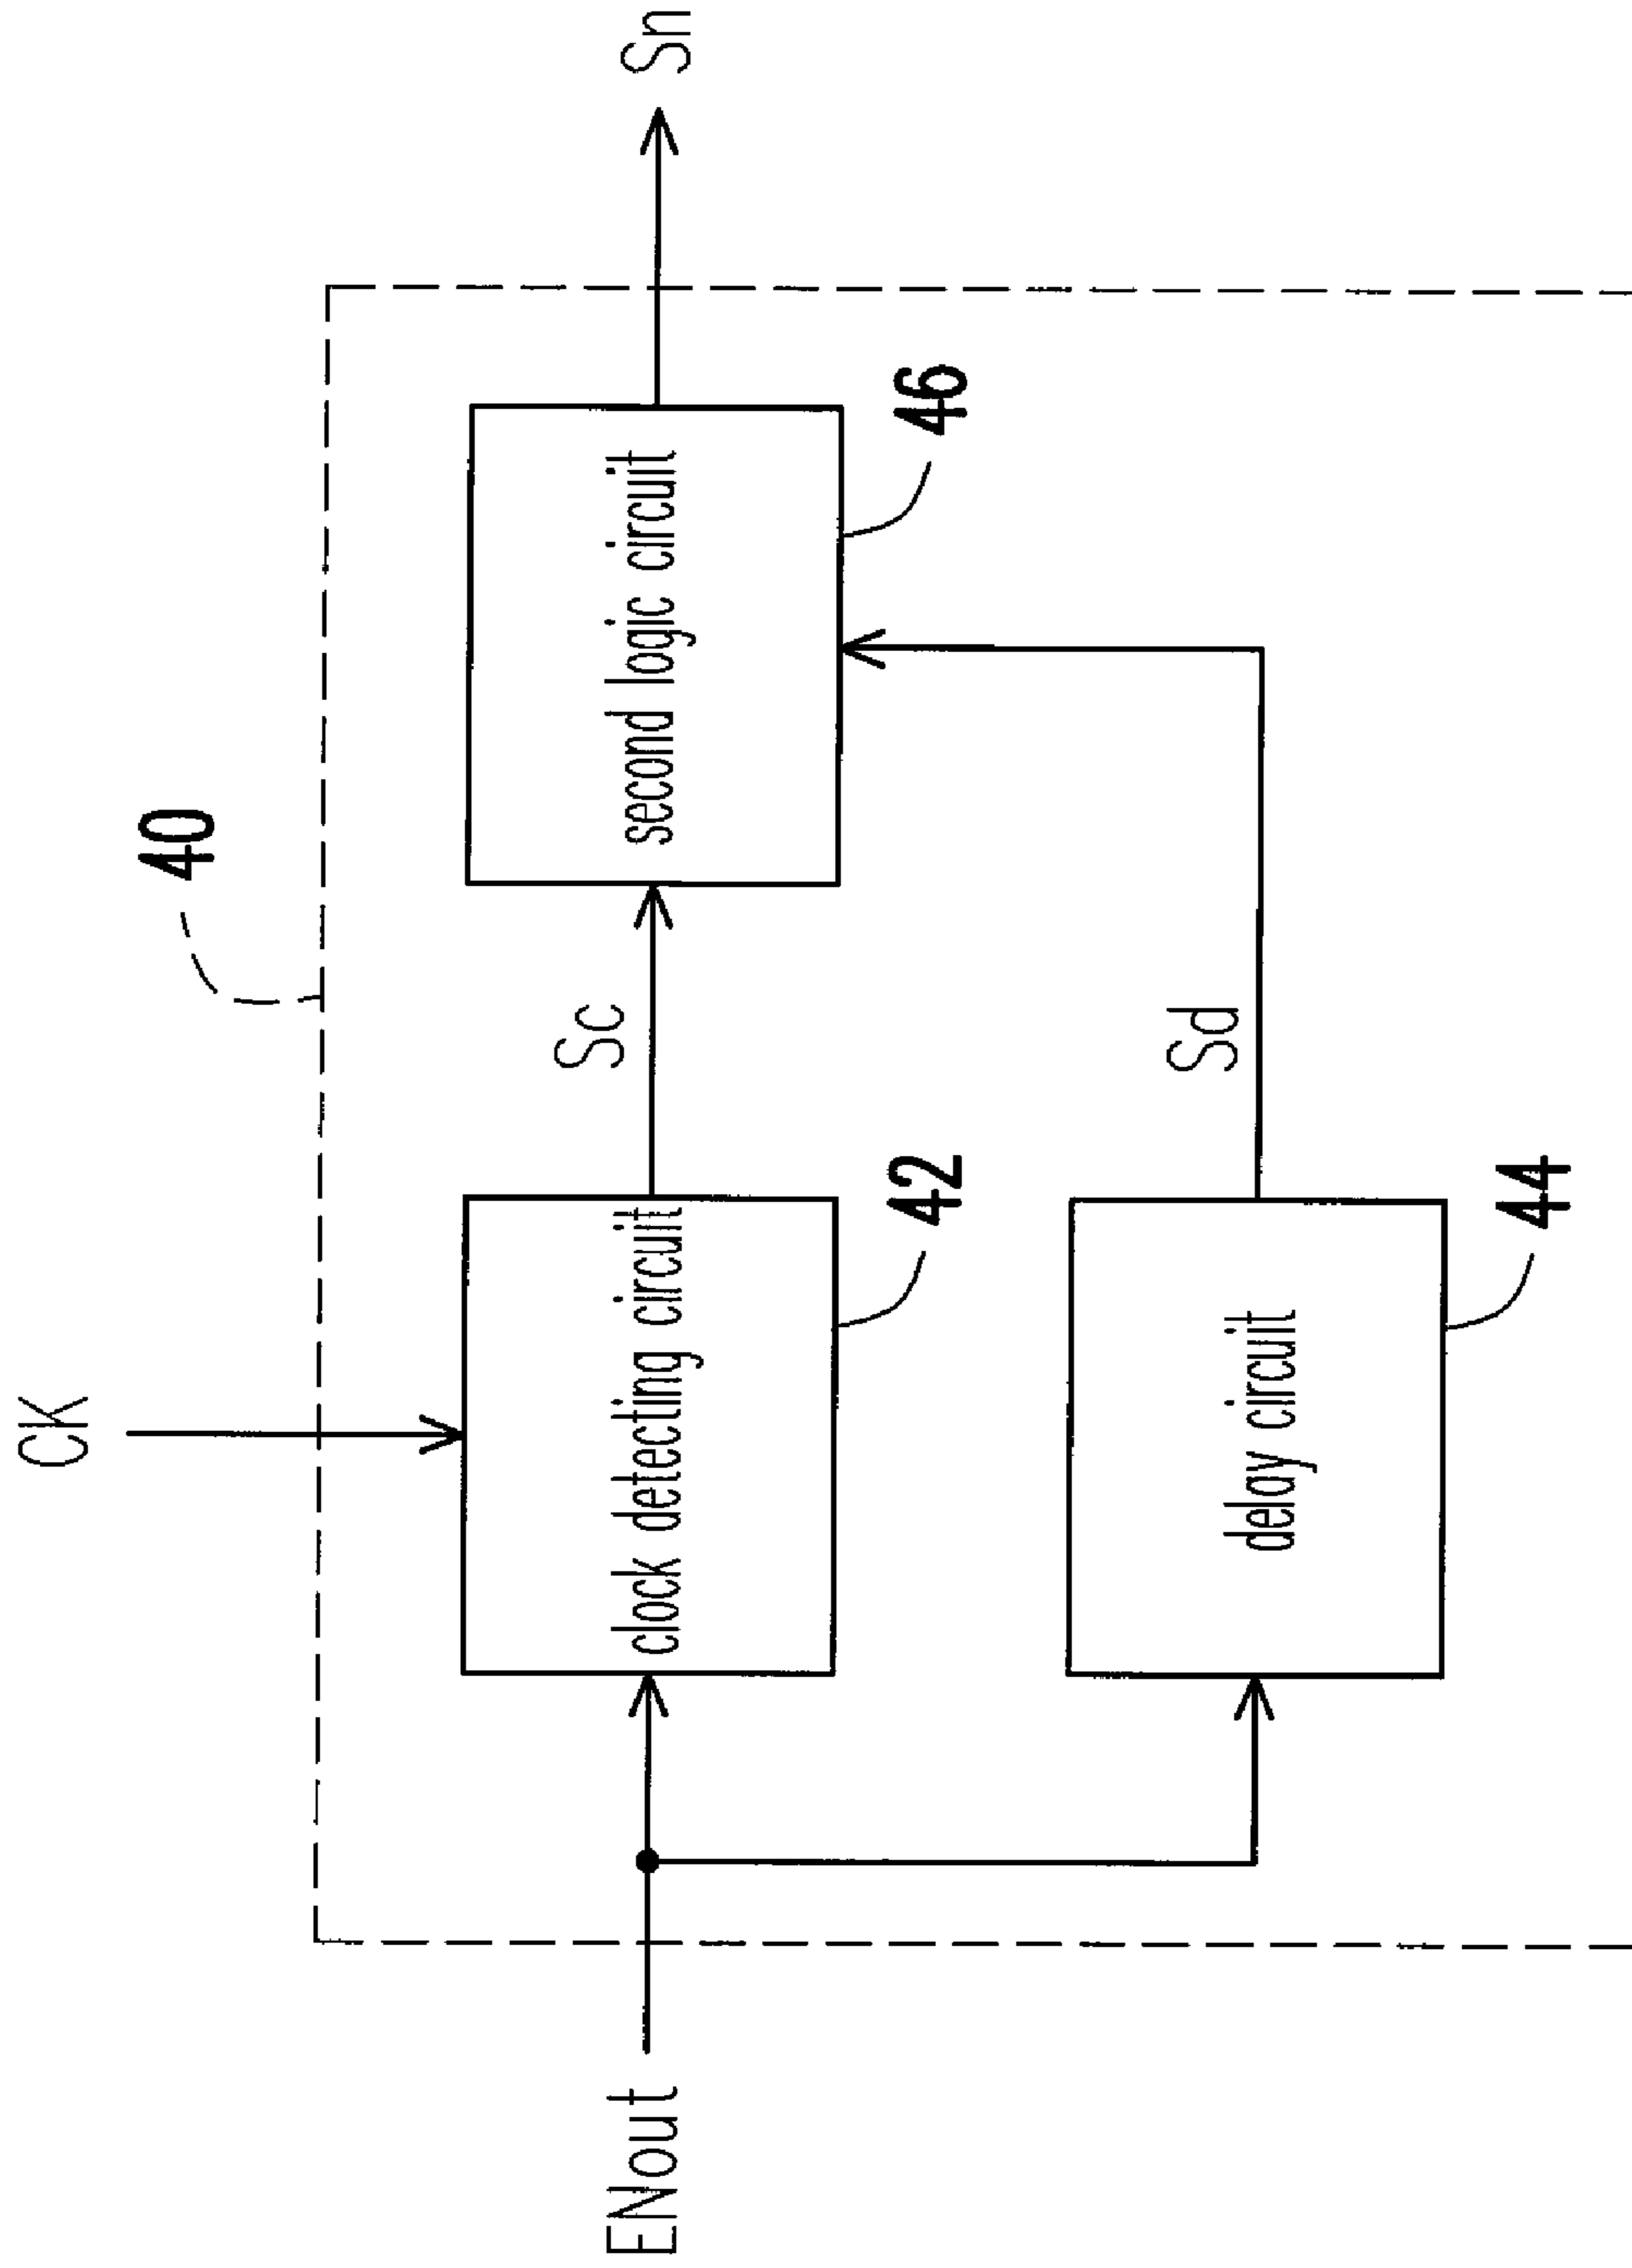 40
CK
ENout
clock detecting circuit
42
Sc
second logic circuit
46
Sn
delay circuit
44
Sd